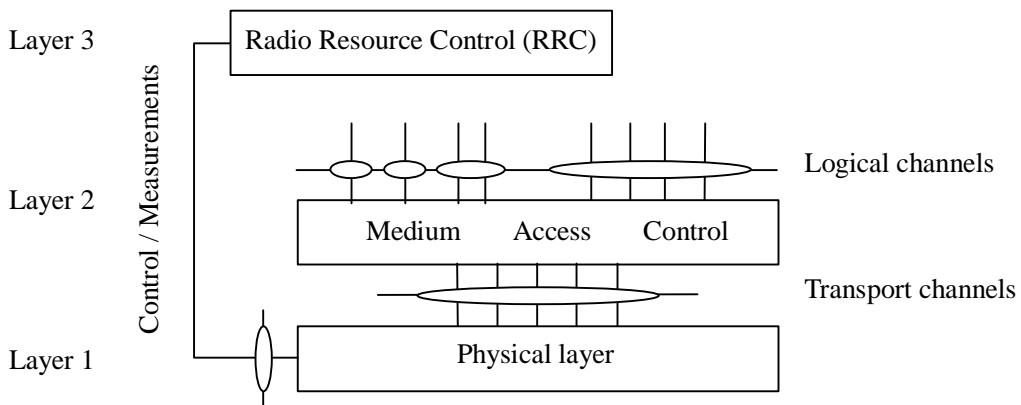 Layer 3
Radio Resource Control (RRC)
Control / Measurements
Logical channels
Layer 2
Medium Access Control
Transport channels
Layer 1
Physical layer